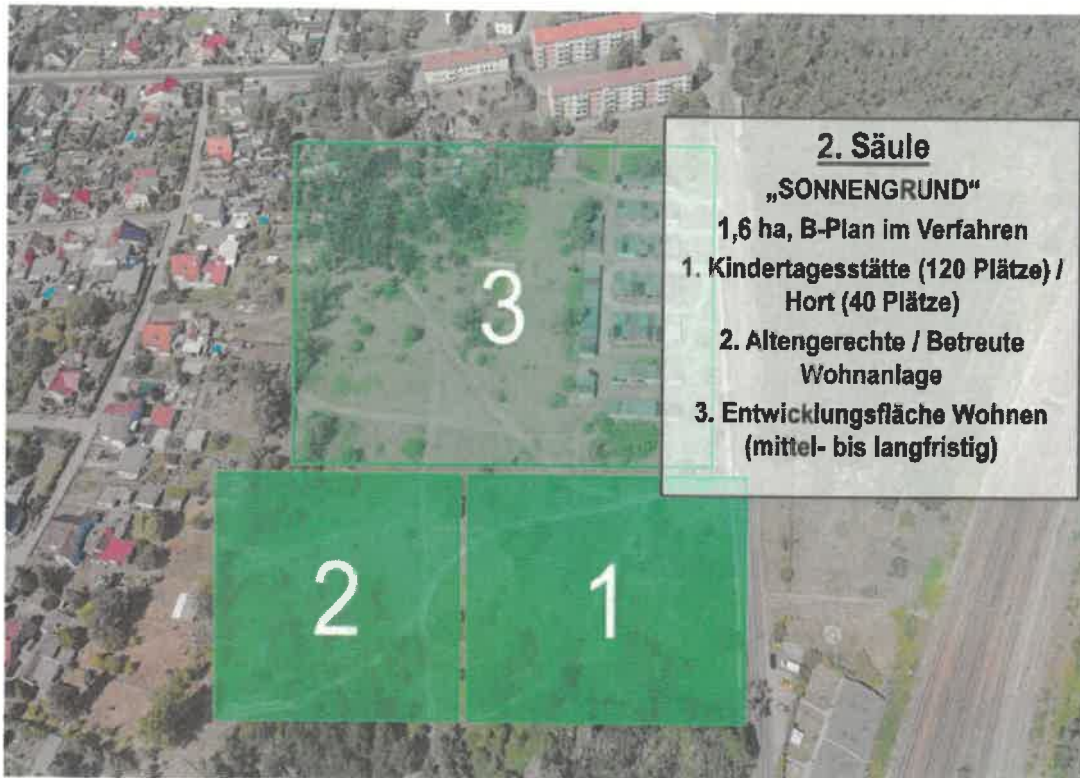 2. Säule
„SONNENGRUND"
1,6 ha, B-Plan im Verfahren
1. Kindertagesstätte (120 Plätze) /
Hort (40 Plätze)
2. Altengerechte / Betreute
Wohnanlage
3. Entwicklungsfläche Wohnen
(mittel- bis langfristig)
3
2
1